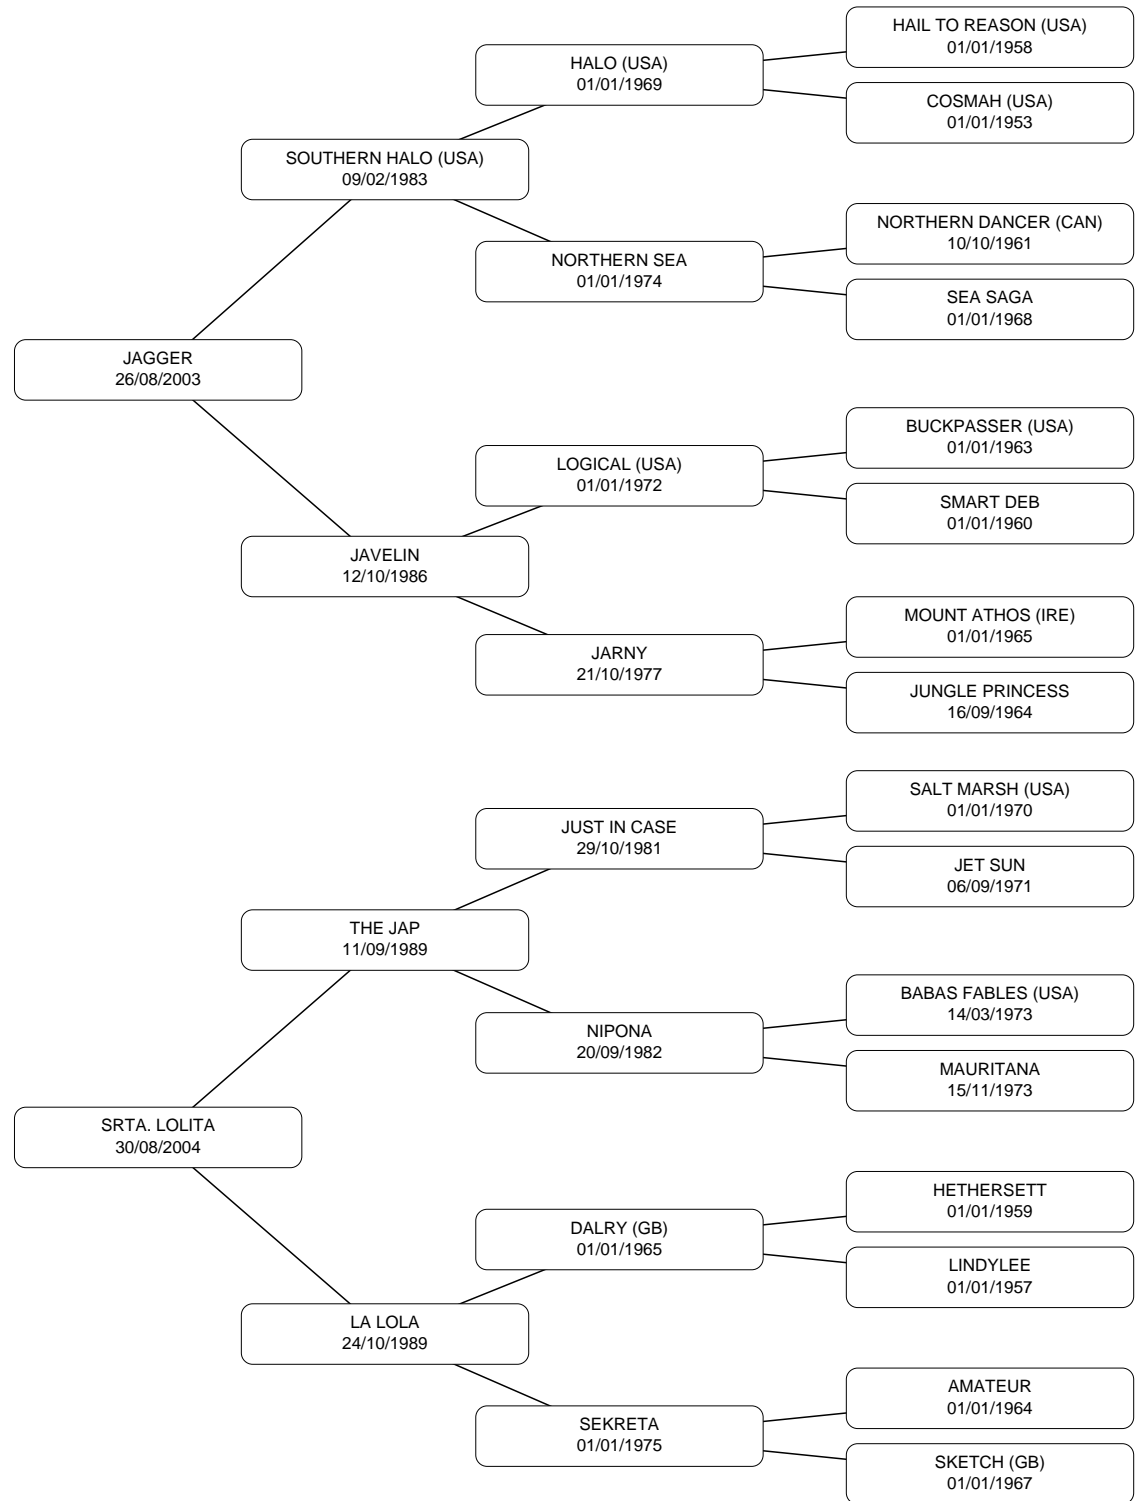 HAIL TO REASON (USA)
01/01/1958
HALO (USA)
01/01/1969
COSMAH (USA)
01/01/1953
SOUTHERN HALO (USA)
09/02/1983
NORTHERN DANCER (CAN)
10/10/1961
NORTHERN SEA
01/01/1974
SEA SAGA
01/01/1968
JAGGER
26/08/2003
BUCKPASSER (USA)
01/01/1963
LOGICAL (USA)
01/01/1972
SMART DEB
01/01/1960
JAVELIN
12/10/1986
MOUNT ATHOS (IRE)
01/01/1965
JARNY
21/10/1977
JUNGLE PRINCESS
16/09/1964
SALT MARSH (USA)
01/01/1970
JUST IN CASE
29/10/1981
JET SUN
06/09/1971
THE JAP
11/09/1989
BABAS FABLES (USA)
14/03/1973
NIPONA
20/09/1982
MAURITANA
15/11/1973
SRTA. LOLITA
30/08/2004
HETHERSETT
01/01/1959
DALRY (GB)
01/01/1965
LINDYLEE
01/01/1957
LA LOLA
24/10/1989
AMATEUR
01/01/1964
SEKRETA
01/01/1975
SKETCH (GB)
01/01/1967